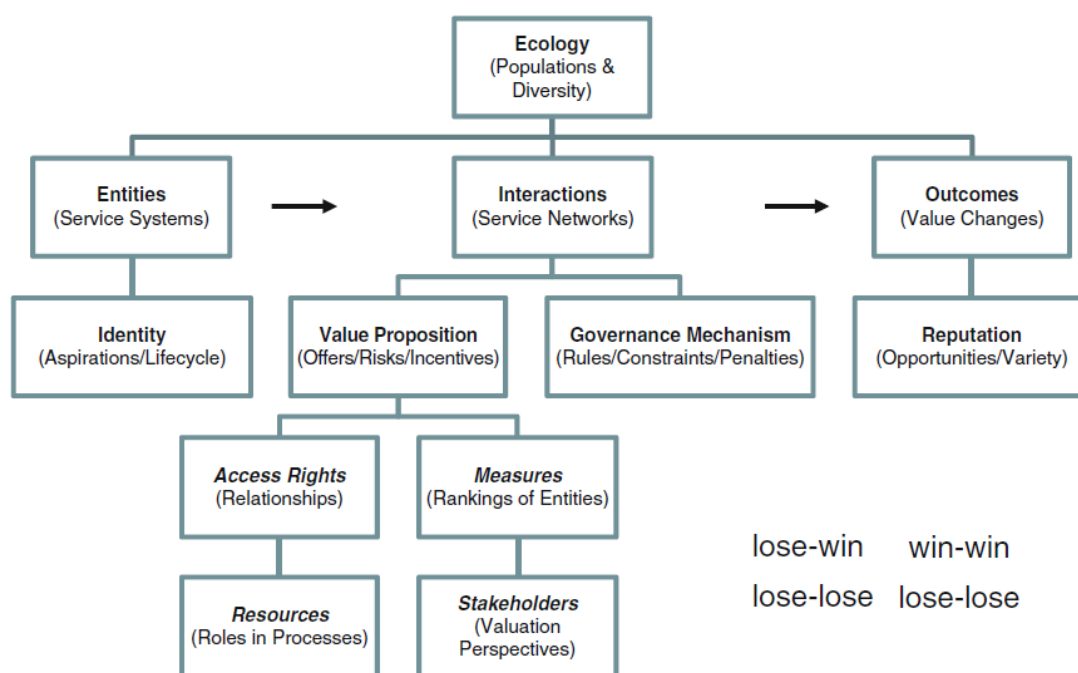 Ecology
(Populations &
Diversity)
Entities
(Service Systems)
Interactions
(Service Networks)
Outcomes
(Value Changes)
Identity
(Aspirations/Lifecycle)
Value Proposition
(Offers/Risks/Incentives)
Governance Mechanism
(Rules/Constraints/Penalties)
Reputation
(Opportunities/Variety)
Access Rights
(Relationships)
Measures
(Rankings of Entities)
Resources
(Roles in Processes)
Stakeholders
(Valuation
Perspectives)
lose-win win-win
lose-lose lose-lose